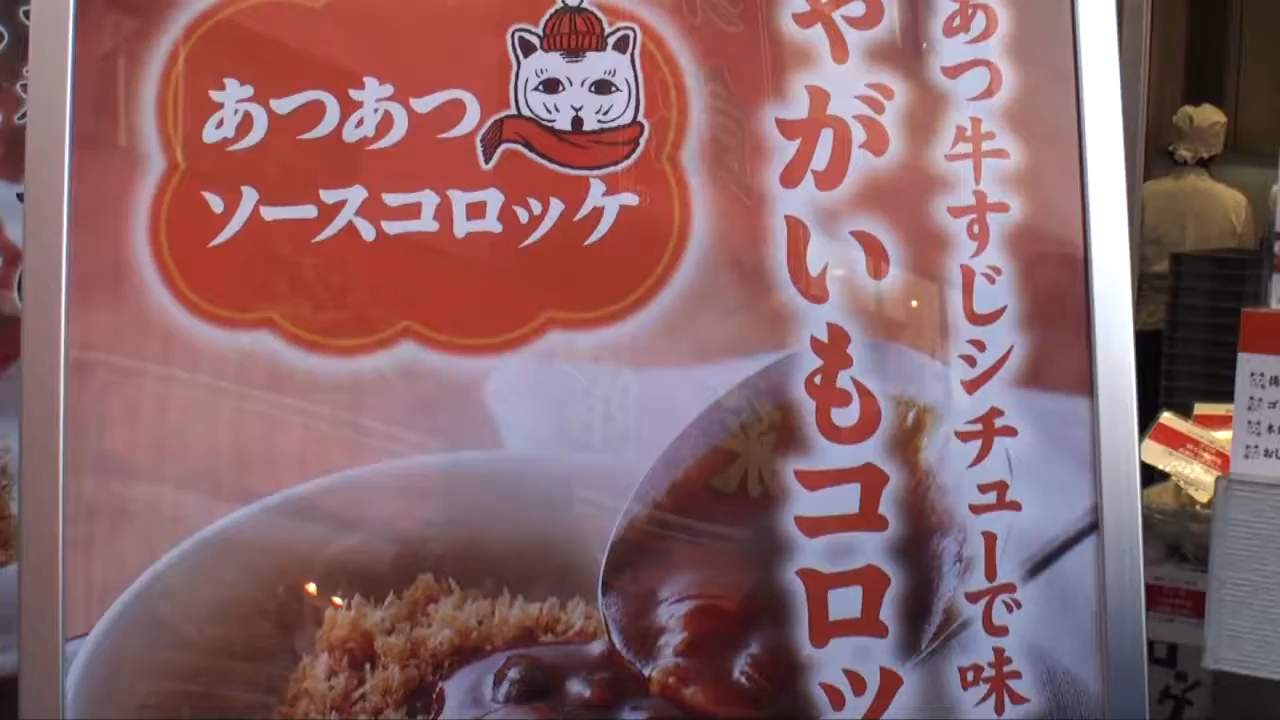 あつあつ
ソースコロッケ
あつ牛すじシチューで味
やがいもコロッ